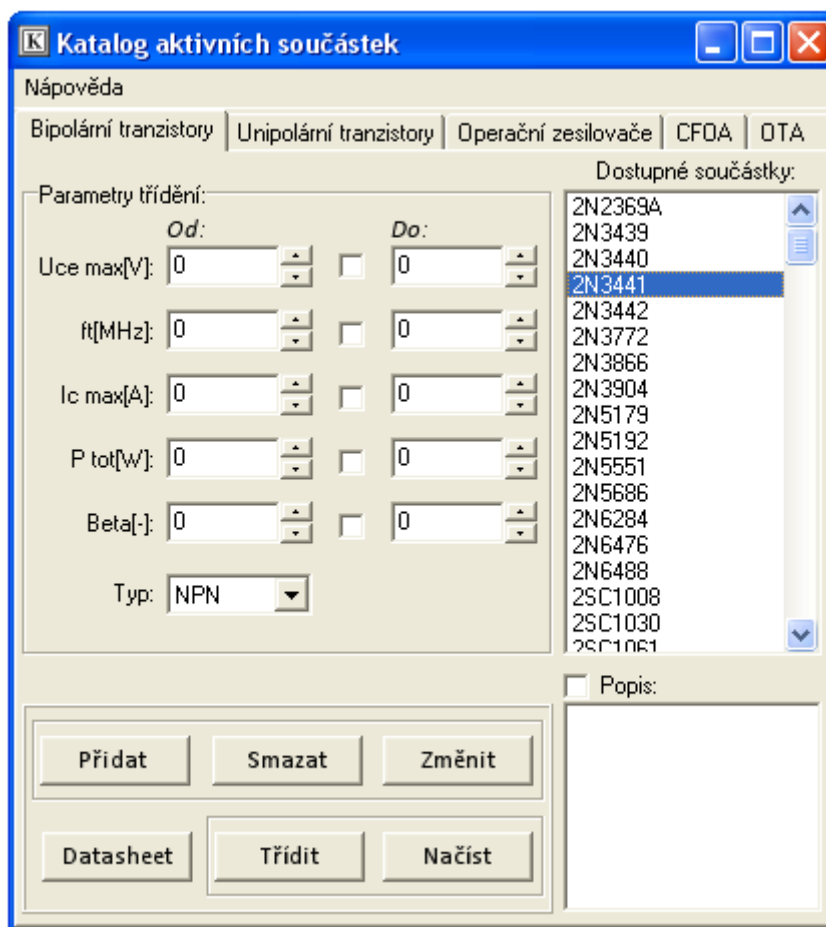 K Katalog aktivních součástek
Nápověda
Bipolární tranzistory Unipolární tranzistory Operační zesilovače CFOA OTA
Dostupné součástky:
Parametry třídění:
Od: Do:
Uce max[V]: 0 0
ft[MHz]: 0 0
Ic max[A]: 0 0
P tot[W]: 0 0
Beta[-]: 0 0
Typ: NPN
2N2369A
2N3439
2N3440
2N3441
2N3442
2N3772
2N3866
2N3904
2N5179
2N5192
2N5551
2N5686
2N6284
2N6476
2N6488
2SC1008
2SC1030
2SC1061
Popis:
Přidat Smazat Změnit
Datasheet Třídit Načíst